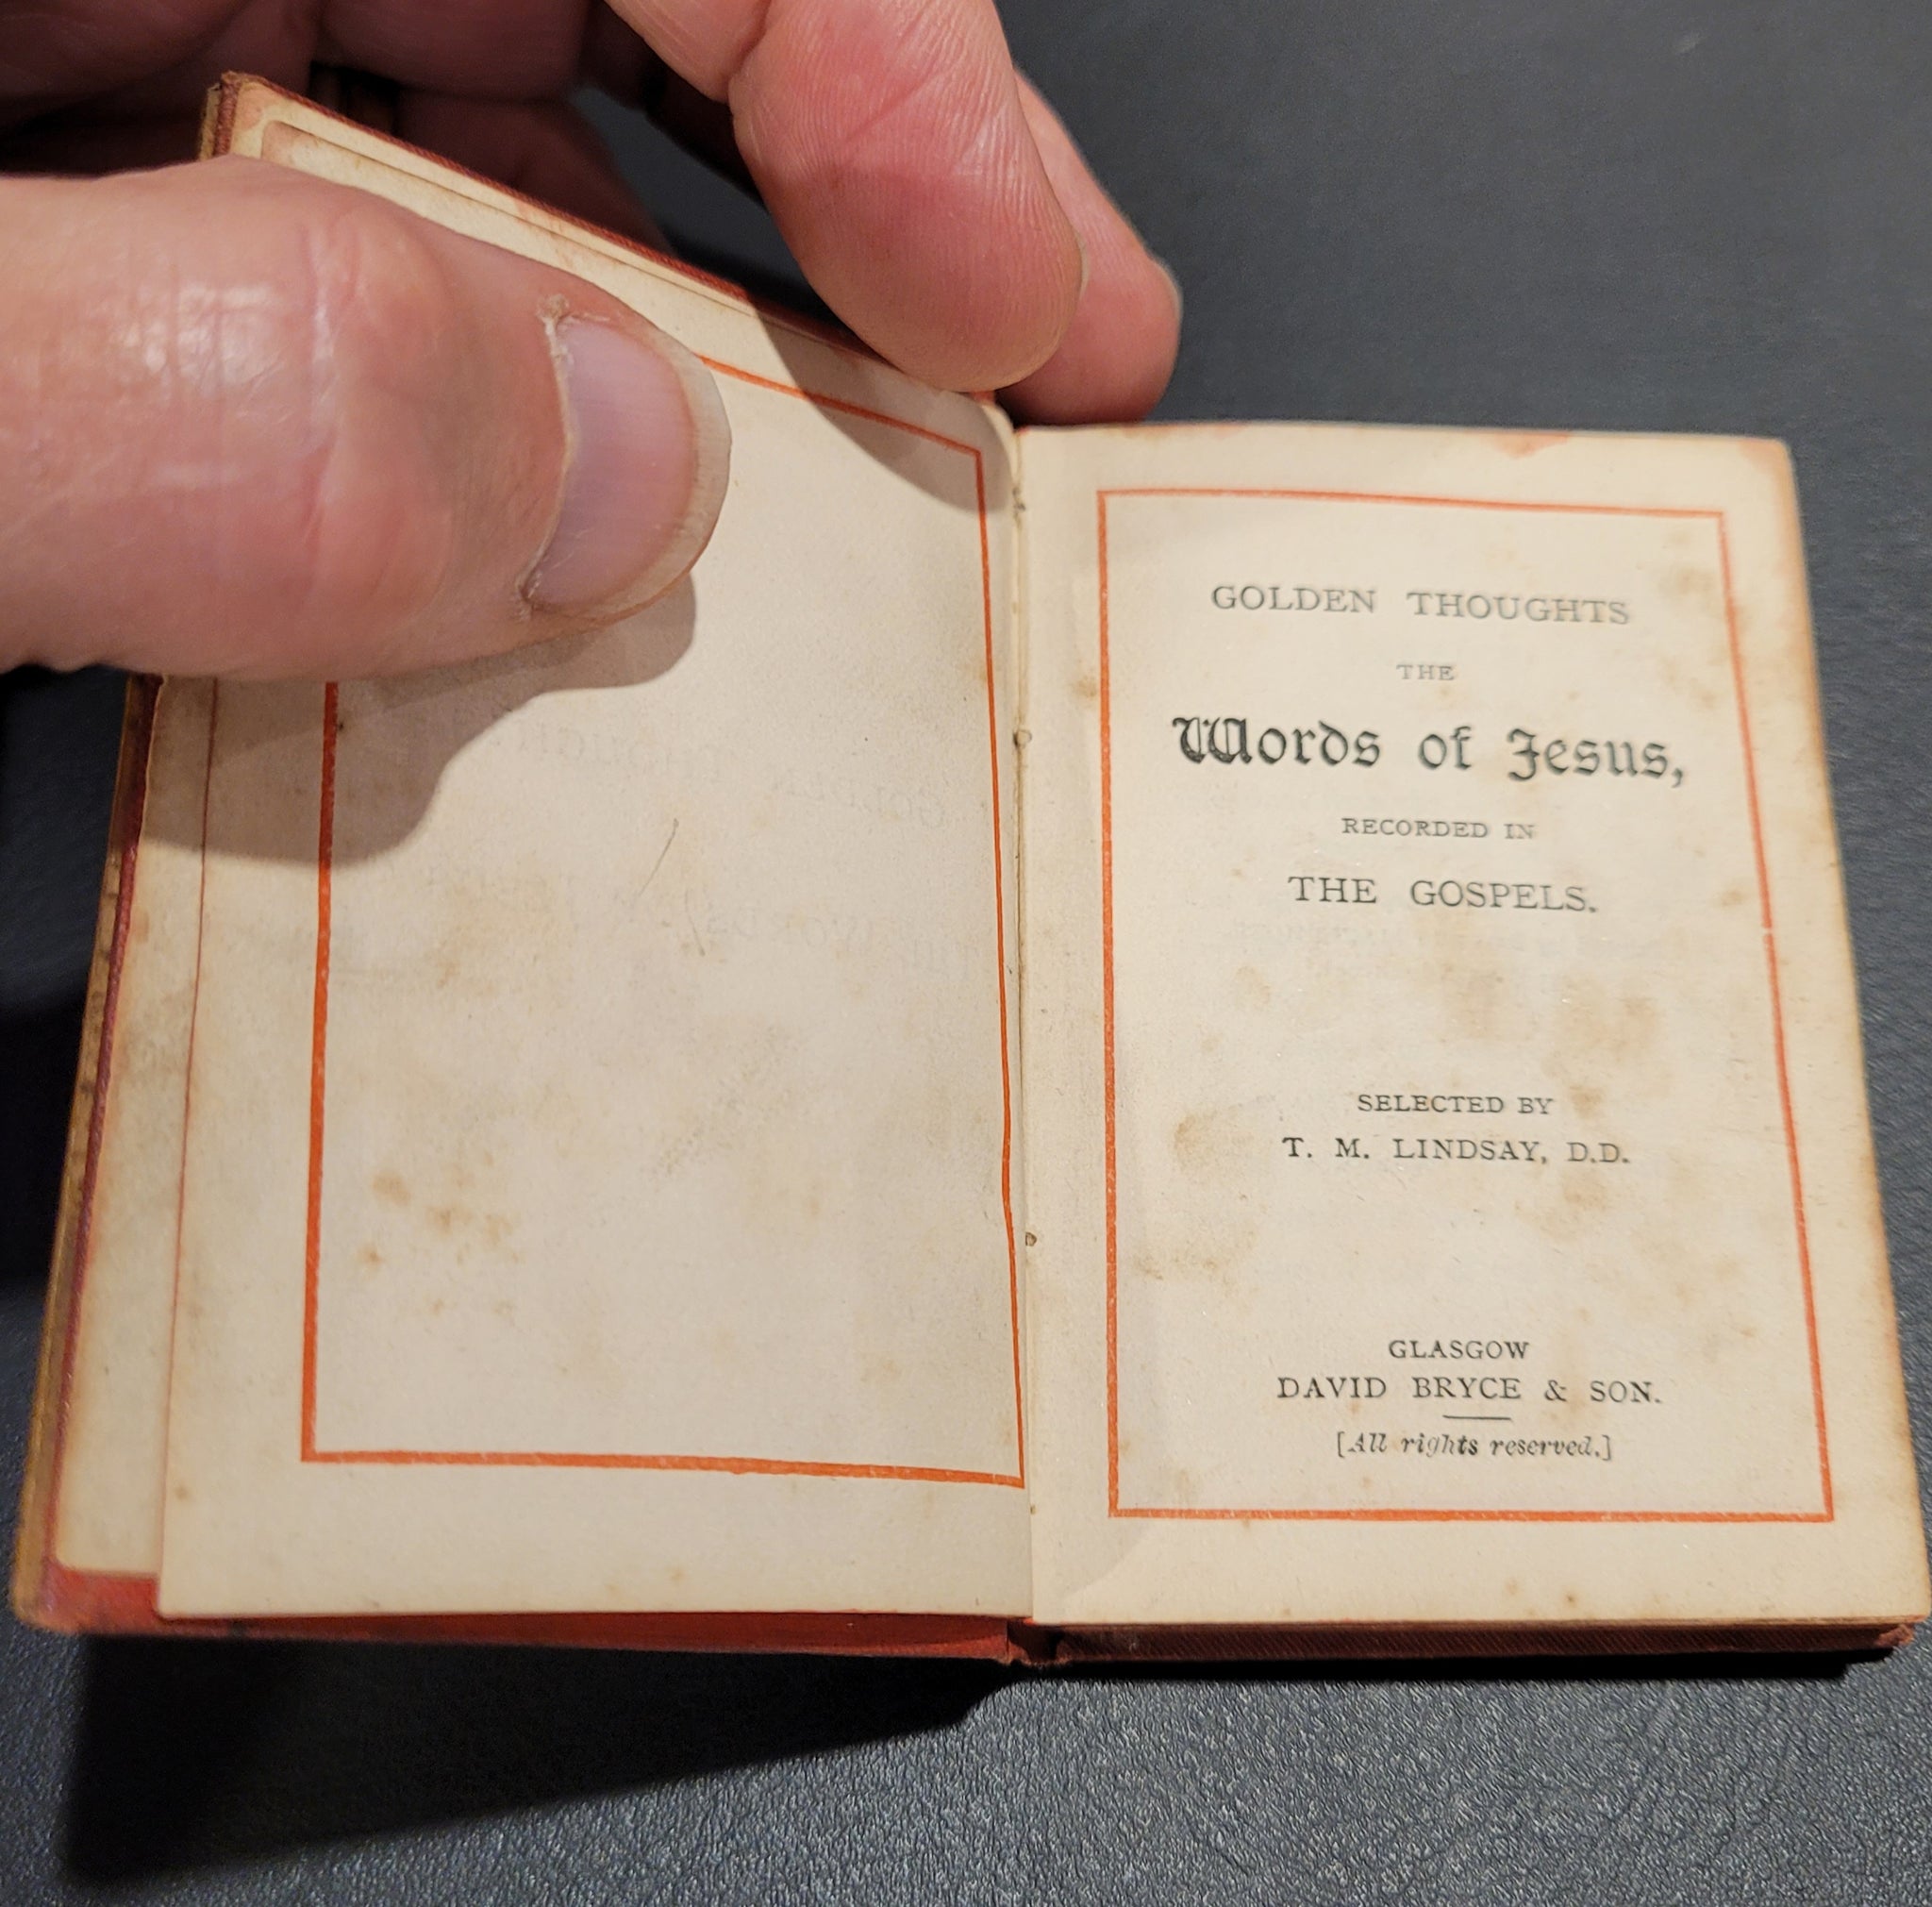 GOLDEN THOUGHTS
THE
Words of Jesus,
RECORDED IN
THE GOSPELS.
SELECTED BY
T. M. LINDSAY, D.D.
GLASGOW
DAVID BRYCE & SON.
[All rights reserved.]